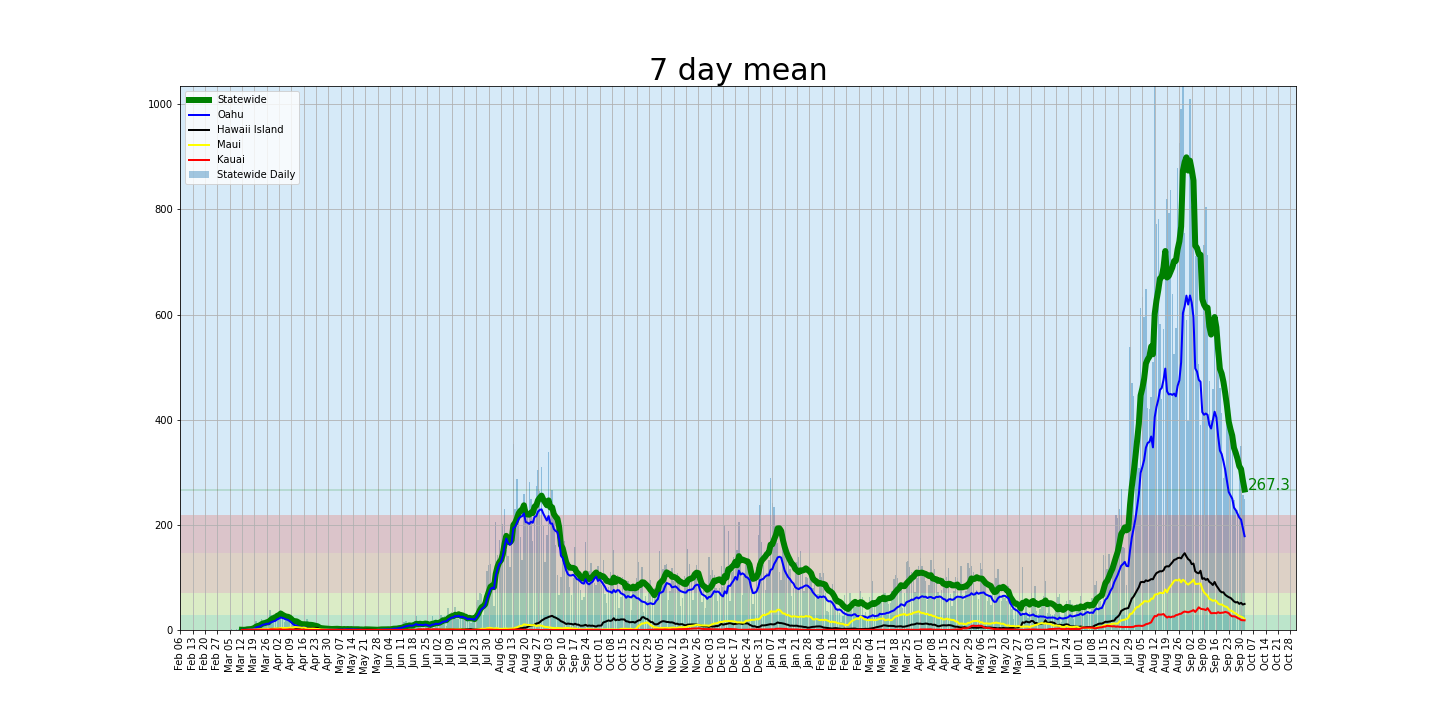 7 day mean
Statewide
Oahu
Hawaii Island
Maui
Kauai
Statewide Daily
1000
800
600
400
200
0
267.3
Feb 06 Feb 13 Feb 20 Feb 27 Mar 05 Mar 12 Mar 19 Mar 26 Apr 02 Apr 09 Apr 16 Apr 23 Apr 30 May 07 May 14 May 21 May 28 Jun 04 Jun 11 Jun 18 Jun 25 Jul 02 Jul 09 Jul 16 Jul 23 Jul 30 Aug 06 Aug 13 Aug 20 Aug 27 Sep 03 Sep 10 Sep 17 Sep 24 Oct 01 Oct 08 Oct 15 Oct 22 Oct 29 Nov 05 Nov 12 Nov 19 Nov 26 Dec 03 Dec 10 Dec 17 Dec 24 Dec 31 Jan 07 Jan 14 Jan 21 Jan 28 Feb 04 Feb 11 Feb 18 Feb 25 Mar 04 Mar 11 Mar 18 Mar 25 Apr 01 Apr 08 Apr 15 Apr 22 Apr 29 May 06 May 13 May 20 May 27 Jun 03 Jun 10 Jun 17 Jun 24 Jul 01 Jul 08 Jul 15 Jul 22 Jul 29 Aug 05 Aug 12 Aug 19 Aug 26 Sep 02 Sep 09 Sep 16 Sep 23 Sep 30 Oct 07 Oct 14 Oct 21 Oct 28